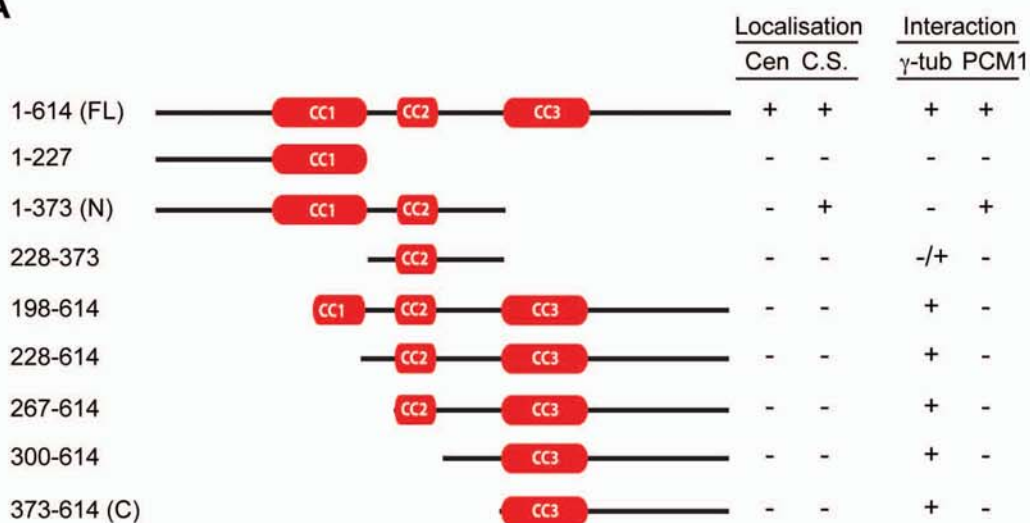 A
Localisation Interaction
Cen C.S. γ-tub PCM1
1-614 (FL) CC1 CC2 CC3 + + + +
1-227 CC1 - - - -
1-373 (N) CC1 CC2 - + - +
228-373 CC2 - - -/+ -
198-614 CC1 CC2 CC3 - - + -
228-614 CC2 CC3 - - + -
267-614 CC2 CC3 - - + -
300-614 CC3 - - + -
373-614 (C) CC3 - - + -